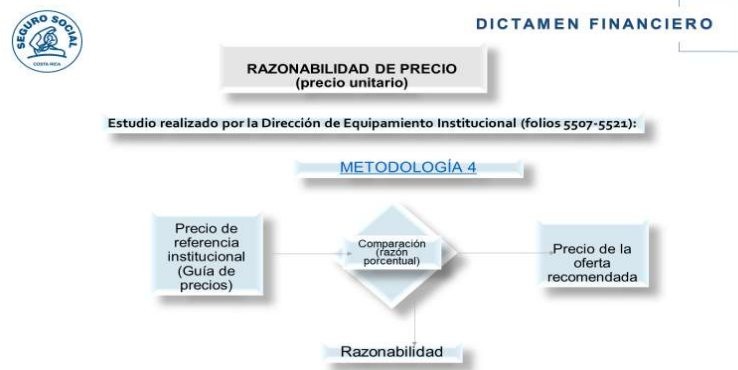 SEGURO SOCIAL
COSTA RICA
DICTAMEN FINANCIERO
RAZONABILIDAD DE PRECIO
(precio unitario)
Estudio realizado por la Dirección de Equipamiento Institucional (folios 5507-5521):
METODOLOGÍA 4
Precio de
referencia
institucional
(Guía de
precios)
Comparación
(razón
porcentual)
Precio de la
oferta
recomendada
Razonabilidad